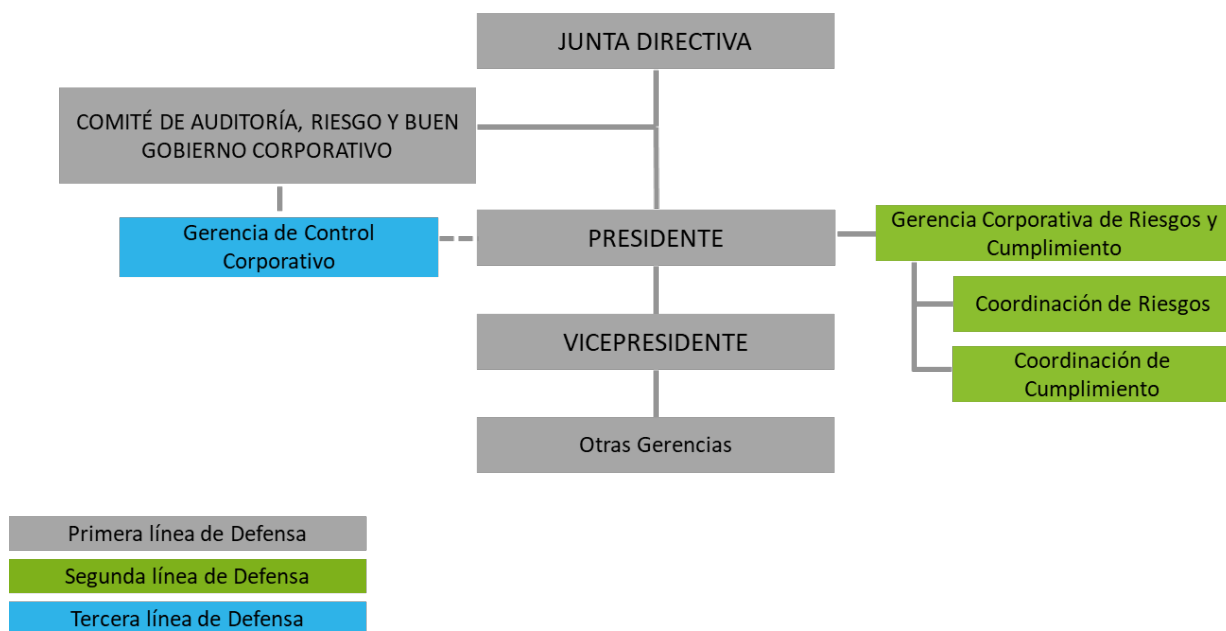 JUNTA DIRECTIVA
COMITÉ DE AUDITORÍA, RIESGO Y BUEN
GOBIERNO CORPORATIVO
Gerencia de Control
Corporativo
PRESIDENTE
Gerencia Corporativa de Riesgos y
Cumplimiento
Coordinación de Riesgos
VICEPRESIDENTE
Coordinación de
Cumplimiento
Otras Gerencias
Primera línea de Defensa
Segunda línea de Defensa
Tercera línea de Defensa